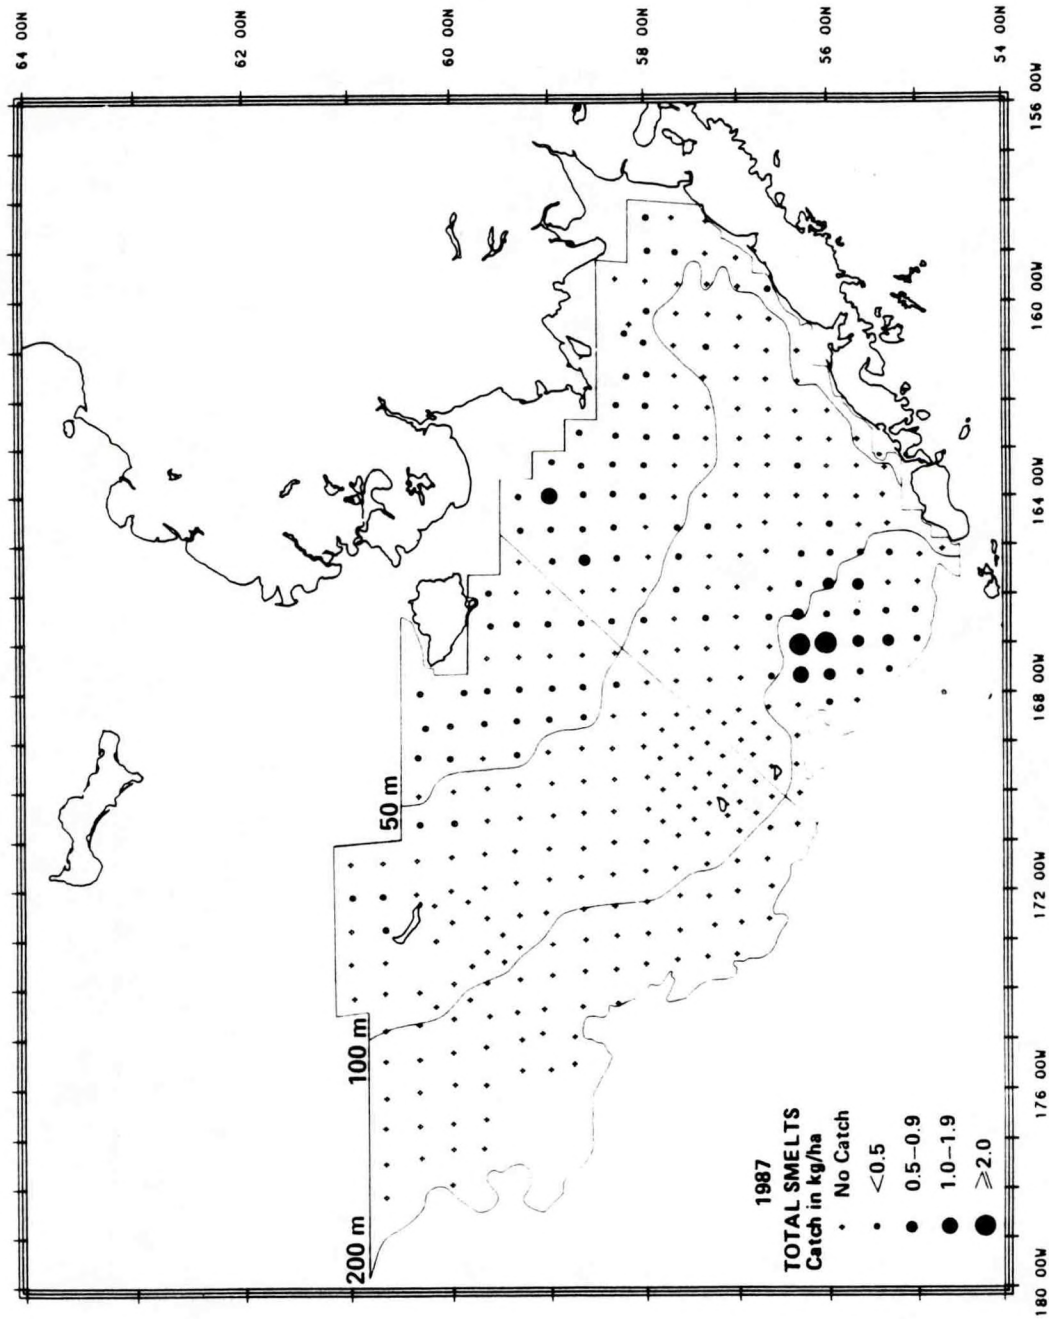 64 00N
62 00N
60 00N
58 00N
56 00N
54 00N
50 m
100 m
200 m
1987
TOTAL SMELTS
Catch in kg/ha
No Catch
<0.5
0.5–0.9
1.0–1.9
⩾2.0
180 00W
176 00W
172 00W
168 00W
164 00W
160 00W
156 00W